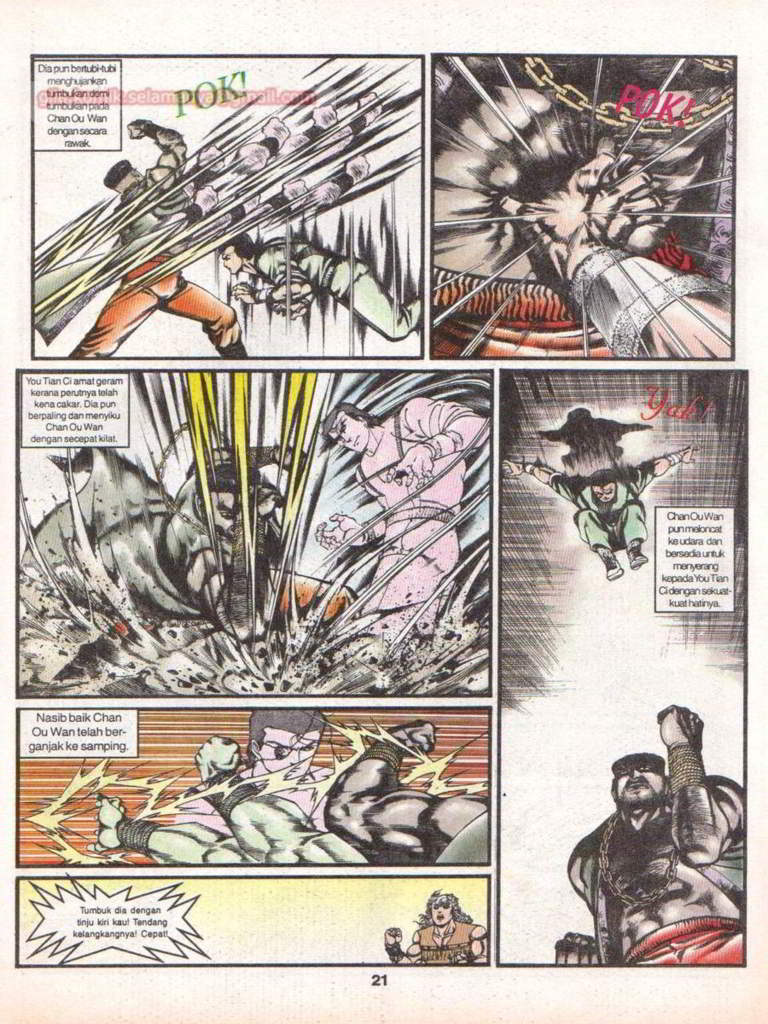 Dia pun bertubi-tubi
menghujankan
tumbukan demi
tumbukan pada
Chan Ou Wan
dengan secara
rawak.
POK!
POK!
You Tian Ci amat geram
kerana perutnya telah
kena cakar. Dia pun
berpaling dan menyiku
Chan Ou Wan
dengan secepat kilat.
Chan Ou Wan
pun meloncat
ke udara dan
bersedia untuk
menyerang
kepada You Tian
Ci dengan sekuat-
kuat hatinya.
Nasib baik Chan
Ou Wan telah ber-
ganjak ke samping.
Tumbuk dia dengan
tinju kiri kau! Tendang
kelangkangnya! Cepat!
21